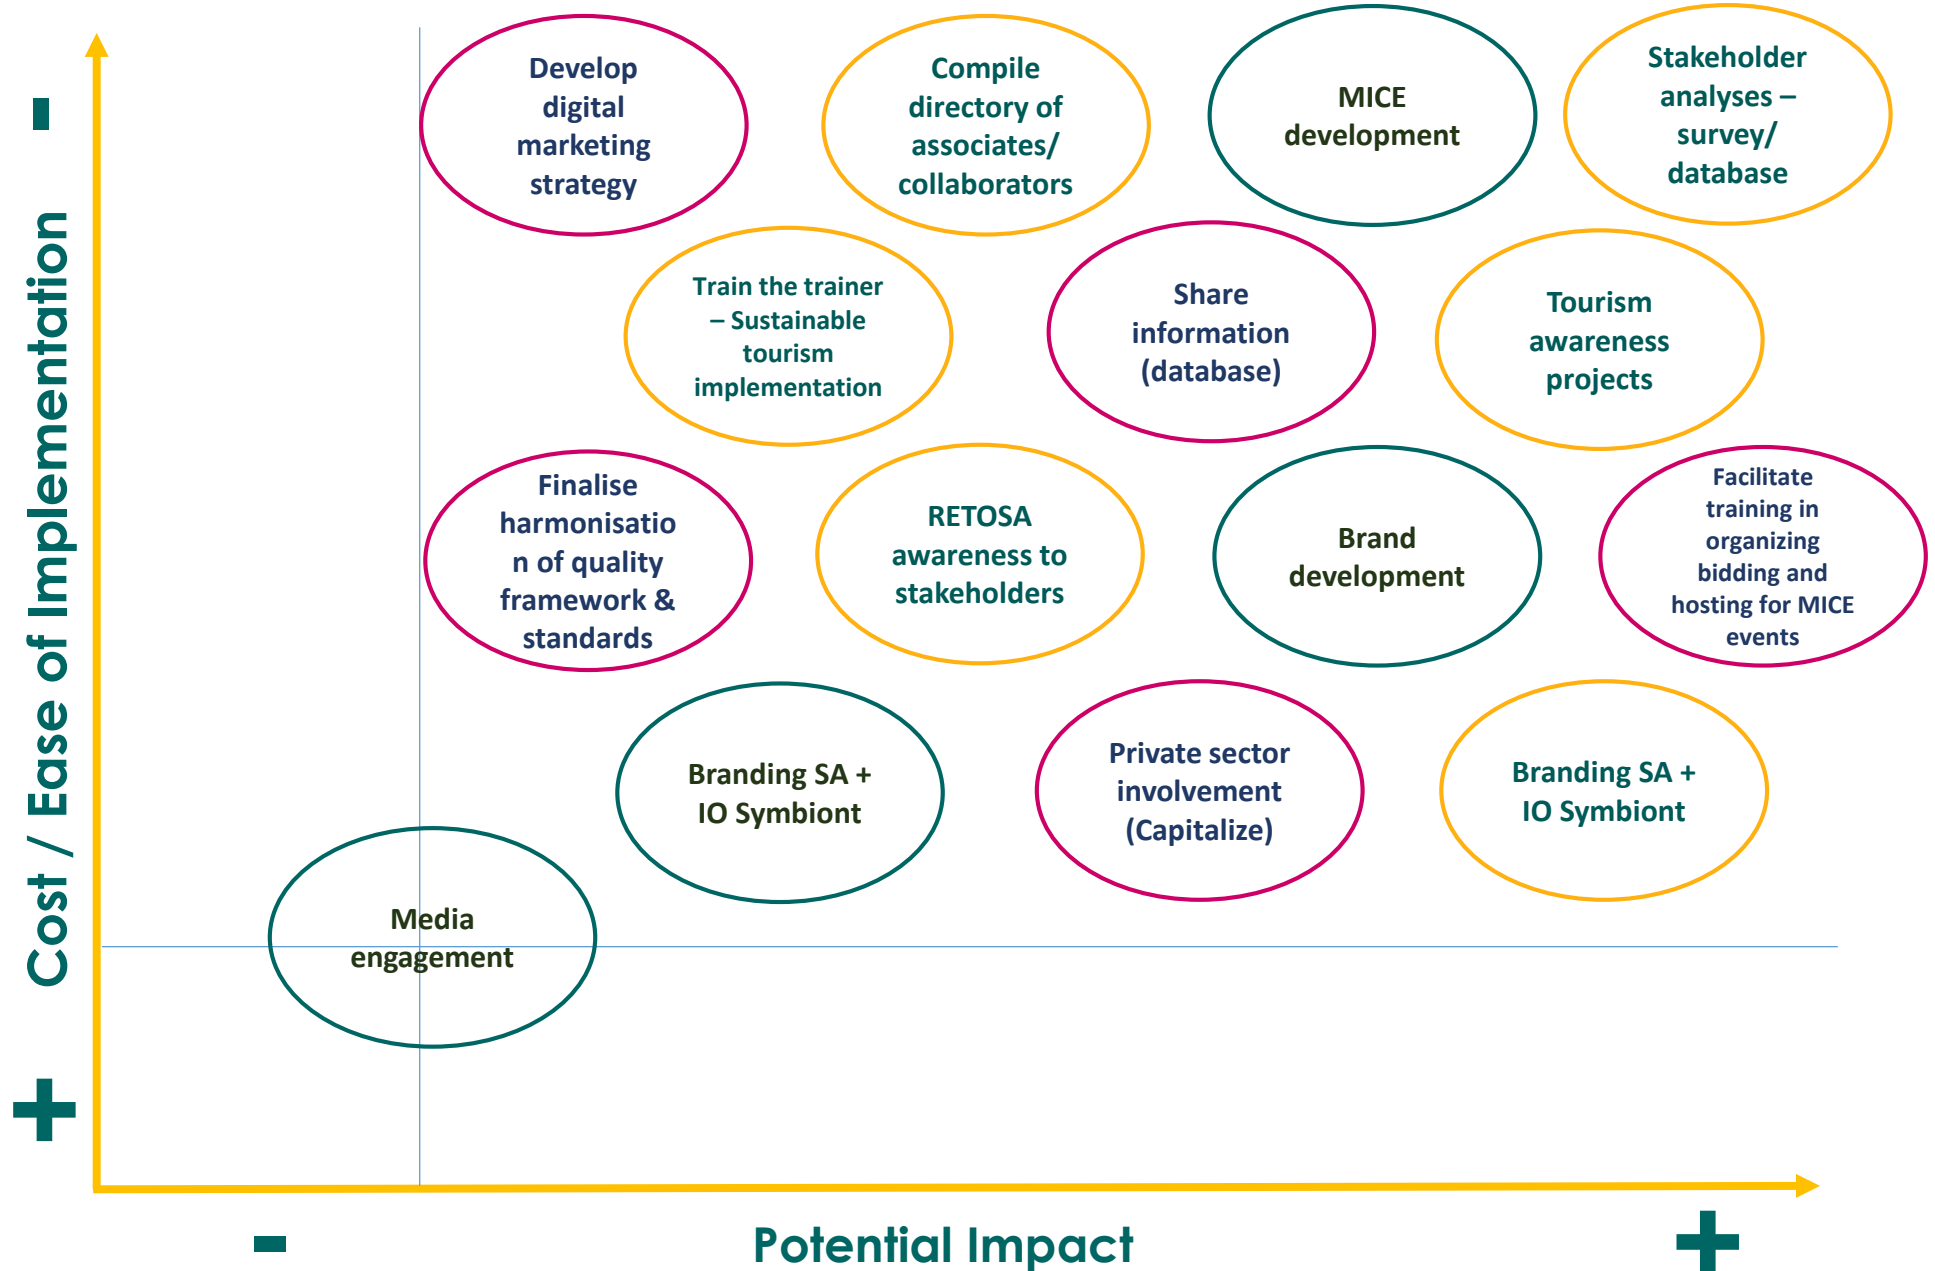 -
Cost / Ease of Implementation
+
Develop
digital
marketing
strategy
Compile
directory of
associates/
collaborators
MICE
development
Stakeholder
analyses –
survey/
database
Train the trainer
– Sustainable
tourism
implementation
Share
information
(database)
Tourism
awareness
projects
Finalise
harmonisatio
n of quality
framework &
standards
RETOSA
awareness to
stakeholders
Brand
development
Facilitate
training in
organizing
bidding and
hosting for MICE
events
Branding SA +
IO Symbiont
Private sector
involvement
(Capitalize)
Branding SA +
IO Symbiont
Media
engagement
-
Potential Impact
+